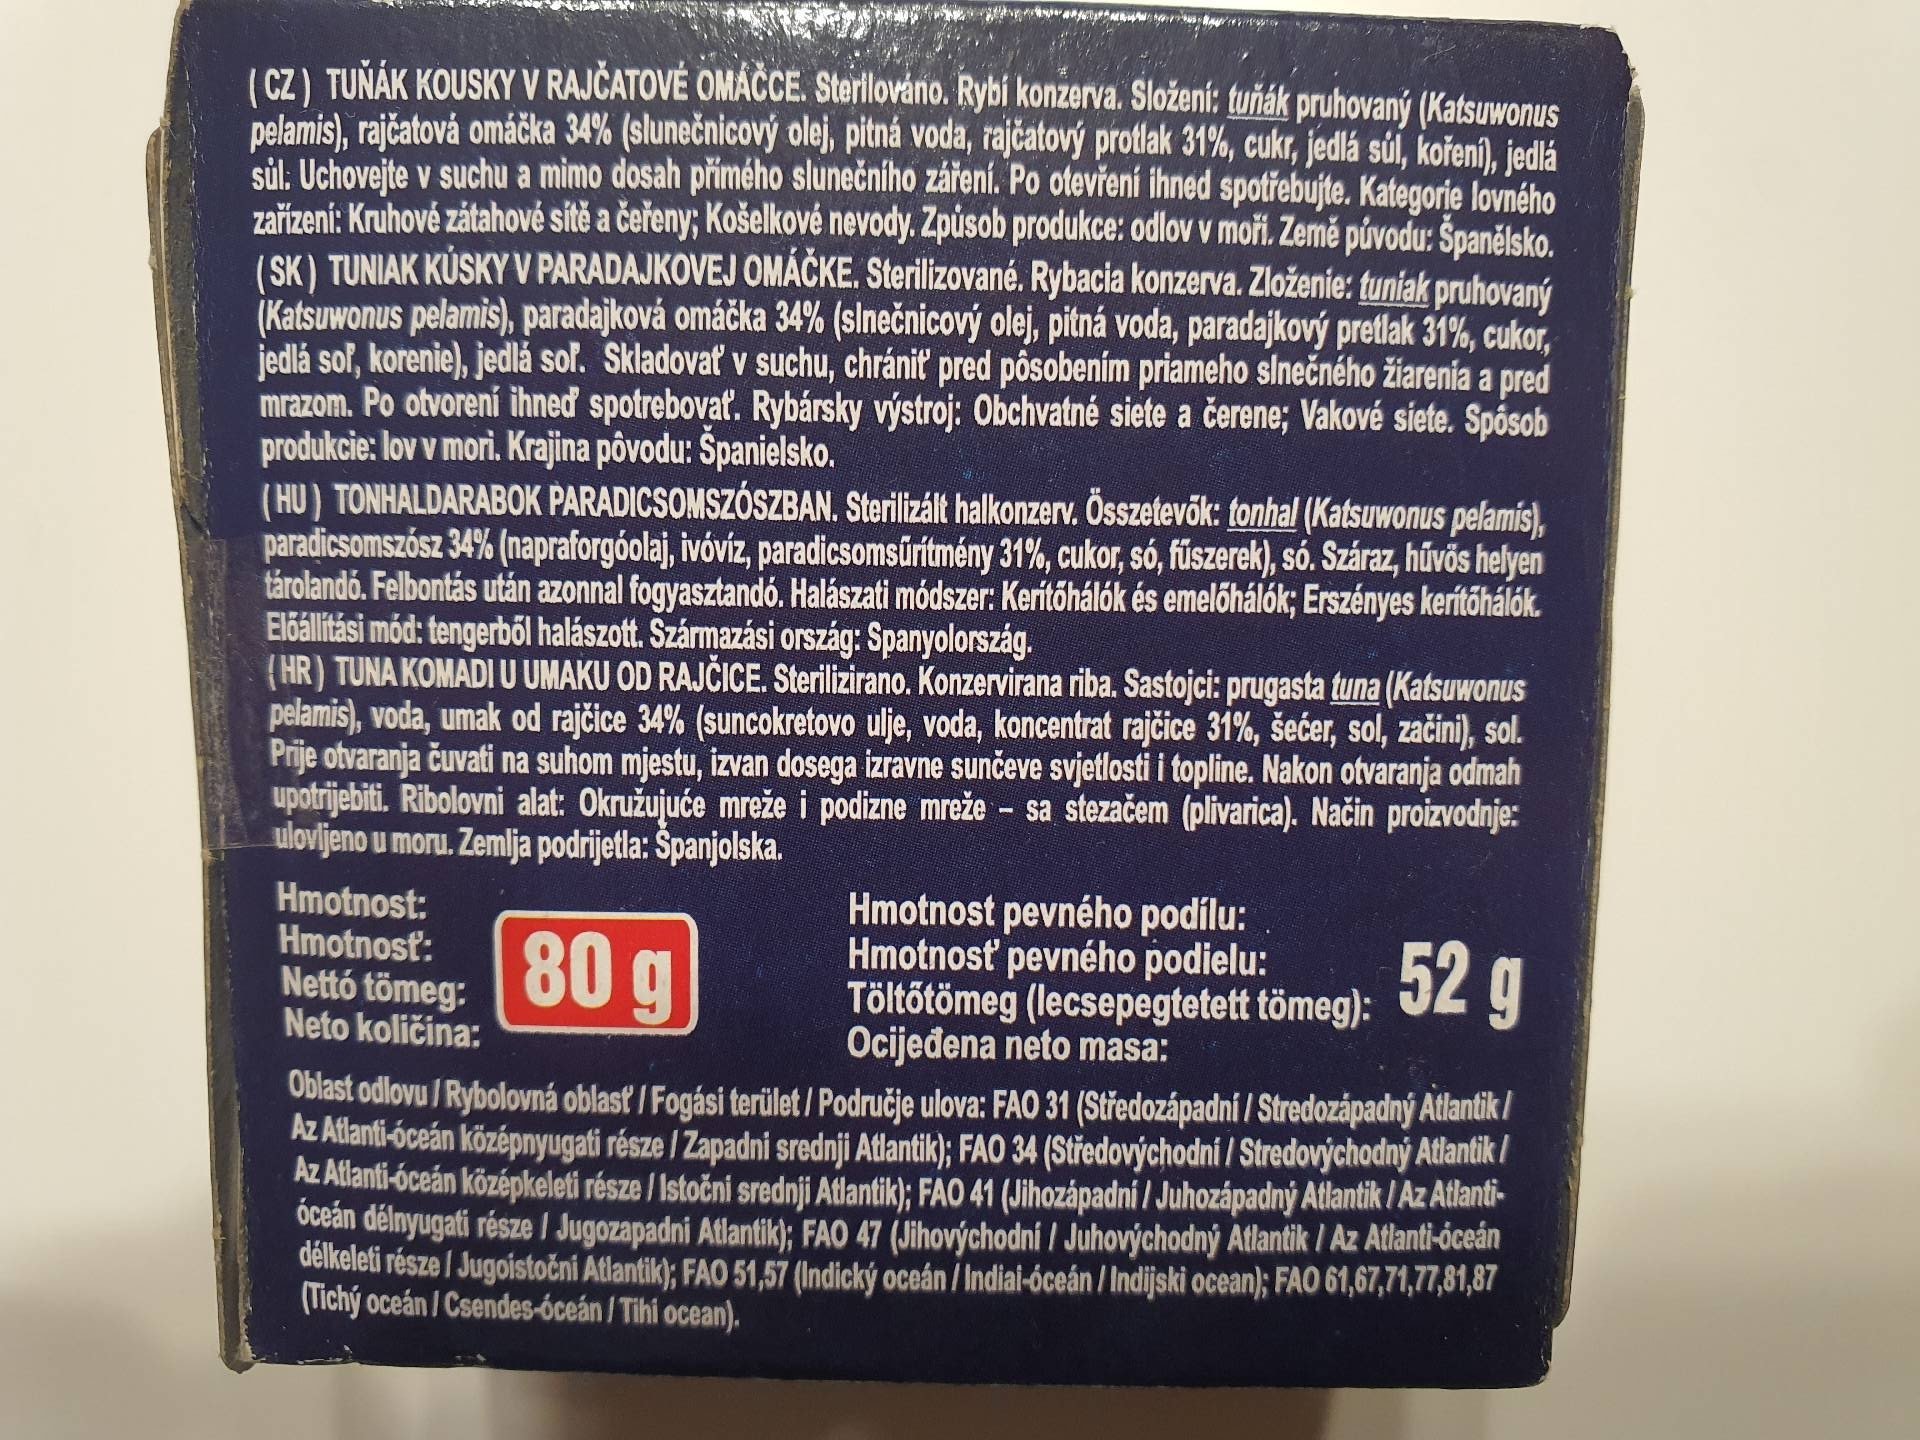 ( CZ ) TUŇÁK KOUSKY V RAJČATOVÉ OMÁČCE. Sterilováno. Rybí konzerva. Složení: tuňák pruhovaný (Katsuwonus
pelamis), rajčatová omáčka 34% (slunečnicový olej, pitná voda, rajčatový protlak 31%, cukr, jedlá sůl, koření), jedlá
sůl. Uchovejte v suchu a mimo dosah přímého slunečního záření. Po otevření ihned spotřebujte. Kategorie lovného
zařízení: Kruhové zátahové sítě a čeřeny; Košelkové nevody. Způsob produkce: odlov v moři. Země původu: Španělsko.
( SK ) TUNIAK KÚSKY V PARADAJKOVEJ OMÁČKE. Sterilizované. Rybacia konzerva. Zloženie: tuniak pruhovaný
(Katsuwonus pelamis), paradajková omáčka 34% (slnečnicový olej, pitná voda, paradajkový pretlak 31%, cukor,
jedlá soľ, korenie), jedlá soľ. Skladovať v suchu, chrániť pred pôsobením priameho slnečného žiarenia a pred
mrazom. Po otvorení ihneď spotrebovať. Rybársky výstroj: Obchvatné siete a čerene; Vakové siete. Spôsob
produkcie: lov v mori. Krajina pôvodu: Španielsko.
( HU ) TONHALDARABOK PARADICSOMSZÓSZBAN. Sterilizált halkonzerv. Összetevők: tonhal (Katsuwonus pelamis),
paradicsomszósz 34% (napraforgóolaj, ivóvíz, paradicsomsűrítmény 31%, cukor, só, fűszerek), só. Száraz, hűvös helyen
tárolandó. Felbontás után azonnal fogyasztandó. Halászati módszer: Kerítőhálók és emelőhálók; Erszényes kerítőhálók.
Előállítási mód: tengerből halászott. Származási ország: Spanyolország.
( HR ) TUNA KOMADI U UMAKU OD RAJČICE. Sterilizirano. Konzervirana riba. Sastojci: prugasta tuna (Katsuwonus
pelamis), voda, umak od rajčice 34% (suncokretovo ulje, voda, koncentrat rajčice 31%, šećer, sol, začini), sol.
Prije otvaranja čuvati na suhom mjestu, izvan dosega izravne sunčeve svjetlosti i topline. Nakon otvaranja odmah
upotrijebiti. Ribolovni alat: Okružujuće mreže i podizne mreže – sa stezačem (plivarica). Način proizvodnje:
ulovljeno u moru. Zemlja podrijetla: Španjolska.
Hmotnost:
Hmotnosť:
Nettó tömeg:
Neto količina:
80 g
Hmotnost pevného podílu:
Hmotnosť pevného podielu:
Töltőtömeg (lecsepegtetett tömeg):
Ocijeđena neto masa:
52 g
Oblast odlovu / Rybolovná oblasť / Fogási terület / Područje ulova: FAO 31 (Středozápadní / Stredozápadný Atlantik /
Az Atlanti-óceán középnyugati része / Zapadni srednji Atlantik); FAO 34 (Středovýchodní / Stredovýchodný Atlantik /
Az Atlanti-óceán középkeleti része / Istočni srednji Atlantik); FAO 41 (Jihozápadní / Juhozápadný Atlantik / Az Atlanti-
óceán délnyugati része / Jugozapadni Atlantik); FAO 47 (Jihovýchodní / Juhovýchodný Atlantik / Az Atlanti-óceán
délkeleti része / Jugoistočni Atlantik); FAO 51,57 (Indický oceán / Indiai-óceán / Indijski ocean); FAO 61,67,71,77,81,87
(Tichý oceán / Csendes-óceán / Tihi ocean).